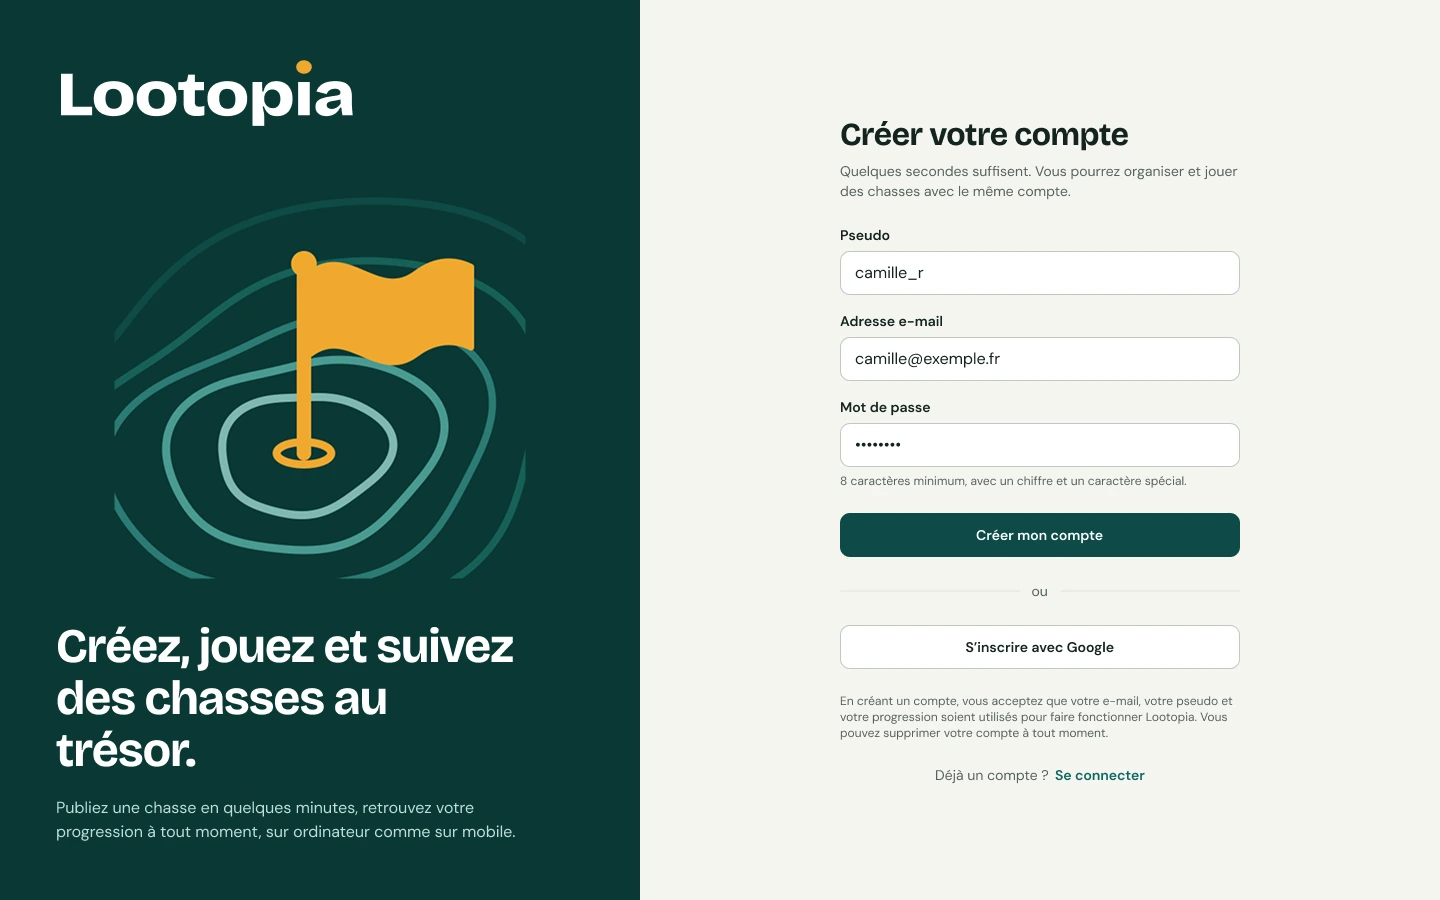 Lootopia
Créez, jouez et suivez
des chasses au
trésor.
Publiez une chasse en quelques minutes, retrouvez votre
progression à tout moment, sur ordinateur comme sur mobile.
Créer votre compte
Quelques secondes suffisent. Vous pourrez organiser et jouer
des chasses avec le même compte.
Pseudo
camille_r
Adresse e-mail
camille@exemple.fr
Mot de passe
••••••••
8 caractères minimum, avec un chiffre et un caractère spécial.
Créer mon compte
ou
S’inscrire avec Google
En créant un compte, vous acceptez que votre e-mail, votre pseudo et
votre progression soient utilisés pour faire fonctionner Lootopia. Vous
pouvez supprimer votre compte à tout moment.
Déjà un compte ? Se connecter